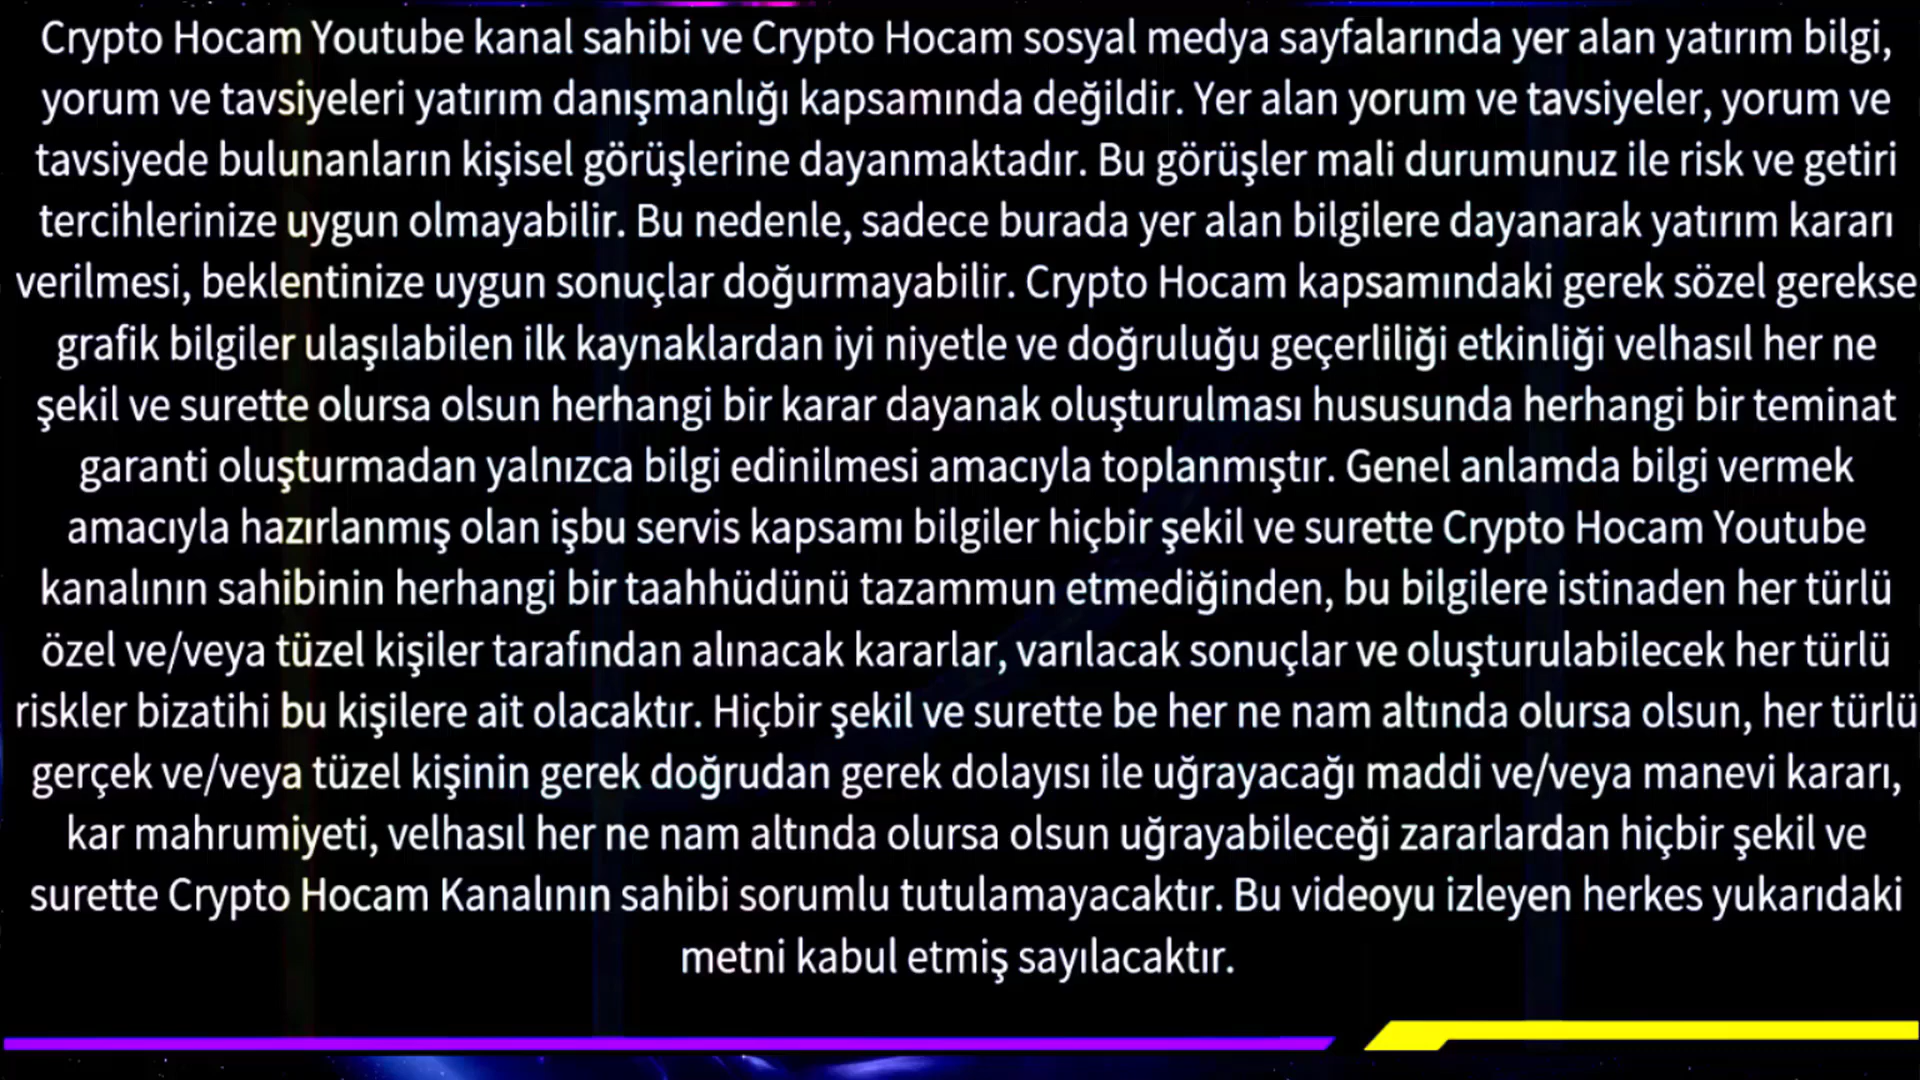 Crypto Hocam Youtube kanal sahibi ve Crypto Hocam sosyal medya sayfalarında yer alan yatırım bilgi,
yorum ve tavsiyeleri yatırım danışmanlığı kapsamında değildir. Yer alan yorum ve tavsiyeler, yorum ve
tavsiyede bulunanların kişisel görüşlerine dayanmaktadır. Bu görüşler mali durumunuz ile risk ve getiri
tercihlerinize uygun olmayabilir. Bu nedenle, sadece burada yer alan bilgilere dayanarak yatırım kararı
verilmesi, beklentinize uygun sonuçlar doğurmayabilir. Crypto Hocam kapsamındaki gerek sözel gerekse
grafik bilgiler ulaşılabilen ilk kaynaklardan iyi niyetle ve doğruluğu geçerliliği etkinliği velhasıl her ne
şekil ve surette olursa olsun herhangi bir karar dayanak oluşturulması hususunda herhangi bir teminat
garanti oluşturmadan yalnızca bilgi edinilmesi amacıyla toplanmıştır. Genel anlamda bilgi vermek
amacıyla hazırlanmış olan işbu servis kapsamı bilgiler hiçbir şekil ve surette Crypto Hocam Youtube
kanalının sahibinin herhangi bir taahhüdünü tazammun etmediğinden, bu bilgilere istinaden her türlü
özel ve/veya tüzel kişiler tarafından alınacak kararlar, varılacak sonuçlar ve oluşturulabilecek her türlü
riskler bizatihi bu kişilere ait olacaktır. Hiçbir şekil ve surette be her ne nam altında olursa olsun, her türlü
gerçek ve/veya tüzel kişinin gerek doğrudan gerek dolayısı ile uğrayacağı maddi ve/veya manevi kararı,
kar mahrumiyeti, velhasıl her ne nam altında olursa olsun uğrayabileceği zararlardan hiçbir şekil ve
surette Crypto Hocam Kanalının sahibi sorumlu tutulamayacaktır. Bu videoyu izleyen herkes yukarıdaki
metni kabul etmiş sayılacaktır.